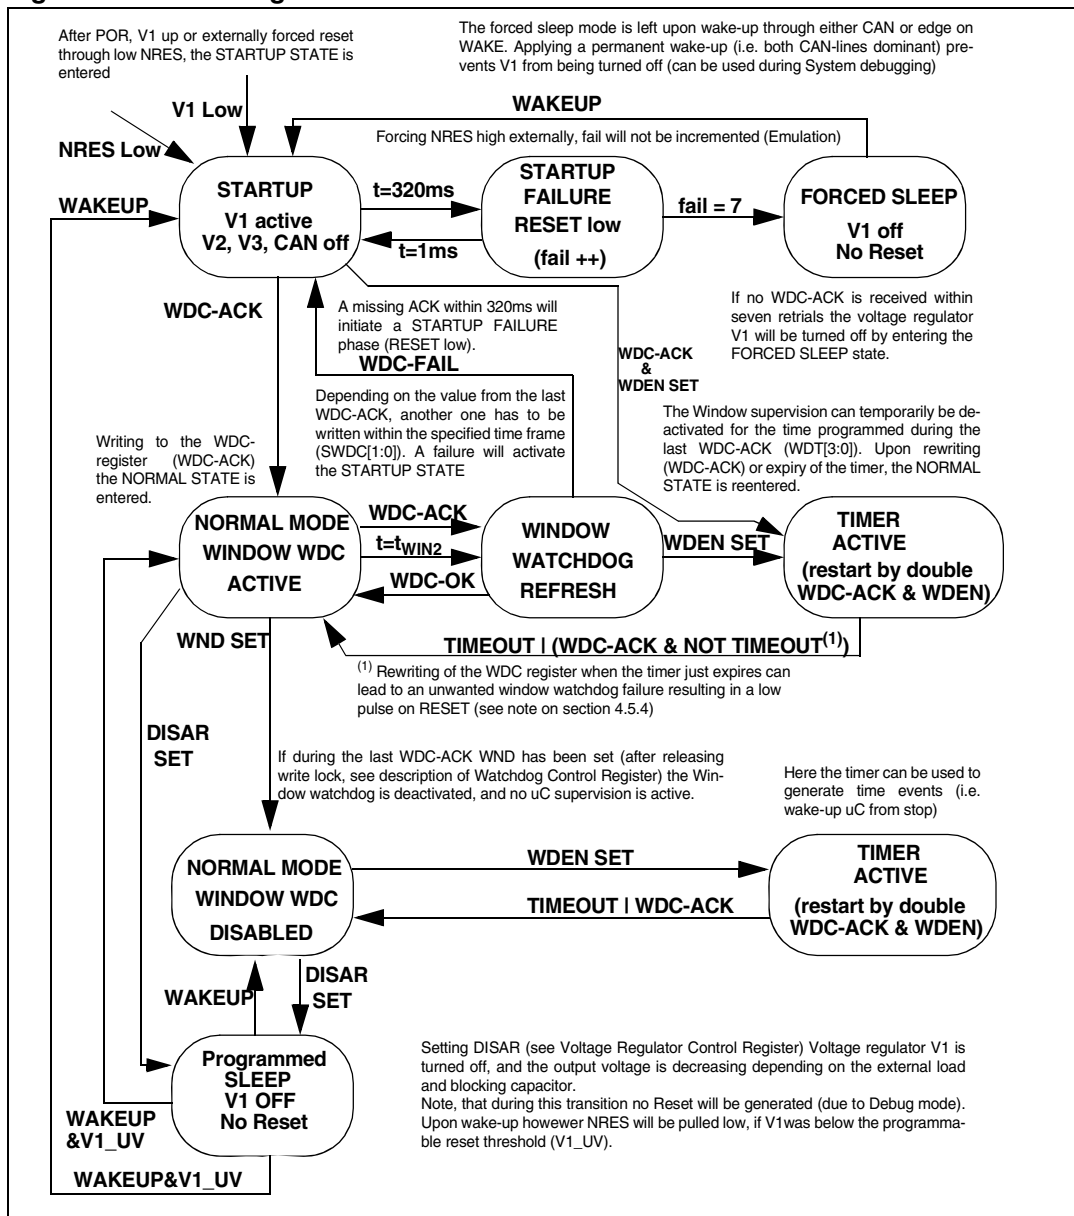 After POR, V1 up or externally forced reset
through low NRES, the STARTUP STATE is
entered
The forced sleep mode is left upon wake-up through either CAN or edge on
WAKE. Applying a permanent wake-up (i.e. both CAN-lines dominant) pre-
vents V1 from being turned off (can be used during System debugging)
V1 Low
WAKEUP
NRES Low
Forcing NRES high externally, fail will not be incremented (Emulation)
WAKEUP
STARTUP
V1 active
V2, V3, CAN off
t=320ms
t=1ms
STARTUP
FAILURE
RESET low
(fail ++)
fail = 7
FORCED SLEEP
V1 off
No Reset
WDC-ACK
A missing ACK within 320ms will
initiate a STARTUP FAILURE
phase (RESET low).
If no WDC-ACK is received within
seven retrials the voltage regulator
V1 will be turned off by entering the
FORCED SLEEP state.
WDC-FAIL
WDC-ACK
&
WDEN SET
Depending on the value from the last
WDC-ACK, another one has to be
written within the specified time frame
(SWDC[1:0]). A failure will activate
the STARTUP STATE
The Window supervision can temporarily be de-
activated for the time programmed during the
last WDC-ACK (WDT[3:0]). Upon rewriting
(WDC-ACK) or expiry of the timer, the NORMAL
STATE is reentered.
Writing to the WDC-
register (WDC-ACK)
the NORMAL STATE is
entered.
NORMAL MODE
WINDOW WDC
ACTIVE
WDC-ACK
t=tWIN2
WDC-OK
WINDOW
WATCHDOG
REFRESH
WDEN SET
TIMER
ACTIVE
(restart by double
WDC-ACK & WDEN)
WND SET
TIMEOUT | (WDC-ACK & NOT TIMEOUT(1))
(1) Rewriting of the WDC register when the timer just expires can
lead to an unwanted window watchdog failure resulting in a low
pulse on RESET (see note on section 4.5.4)
DISAR
SET
If during the last WDC-ACK WND has been set (after releasing
write lock, see description of Watchdog Control Register) the Win-
dow watchdog is deactivated, and no uC supervision is active.
Here the timer can be used to
generate time events (i.e.
wake-up uC from stop)
NORMAL MODE
WINDOW WDC
DISABLED
WDEN SET
TIMEOUT | WDC-ACK
TIMER
ACTIVE
(restart by double
WDC-ACK & WDEN)
WAKEUP
DISAR
SET
Programmed
SLEEP
V1 OFF
No Reset
WAKEUP
&V1_UV
WAKEUP&V1_UV
Setting DISAR (see Voltage Regulator Control Register) Voltage regulator V1 is
turned off, and the output voltage is decreasing depending on the external load
and blocking capacitor.
Note, that during this transition no Reset will be generated (due to Debug mode).
Upon wake-up howewer NRES will be pulled low, if V1was below the programma-
ble reset threshold (V1_UV).